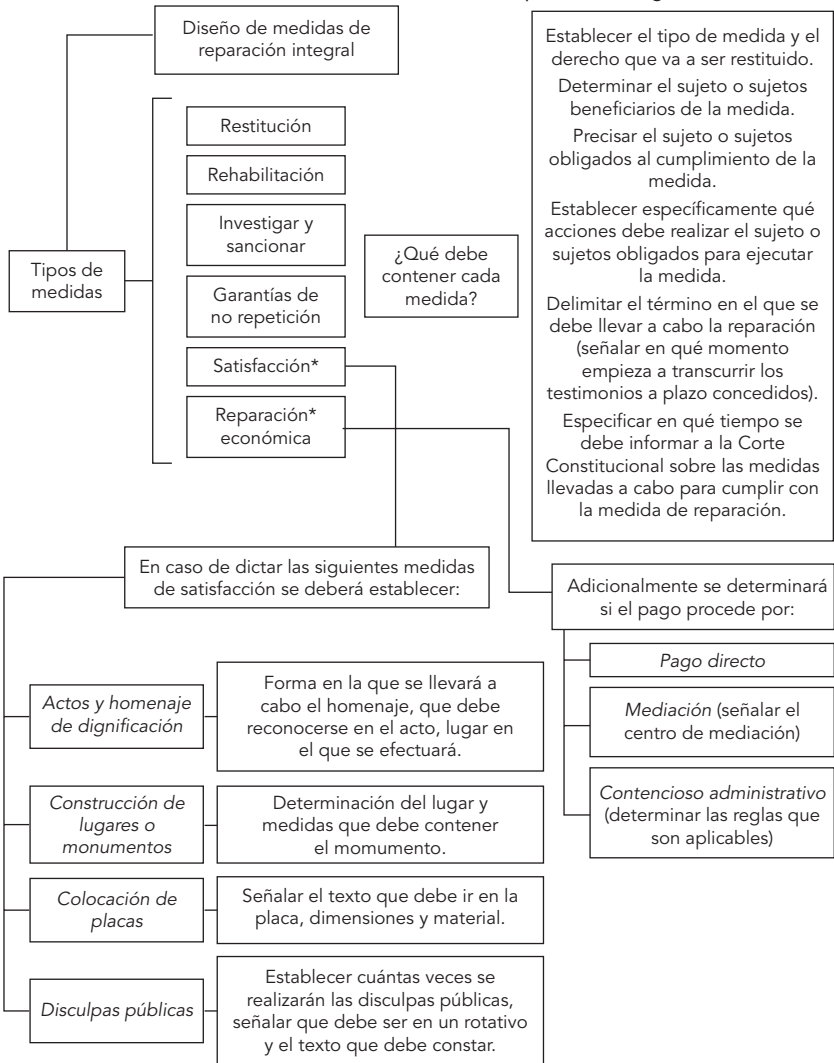 Diseño de medidas de
reparación integral
Tipos de
medidas
Restitución
Rehabilitación
Investigar y
sancionar
Garantías de
no repetición
Satisfacción*
Reparación*
económica
¿Qué debe
contener cada
medida?
Establecer el tipo de medida y el
derecho que va a ser restituido.
Determinar el sujeto o sujetos
beneficiarios de la medida.
Precisar el sujeto o sujetos
obligados al cumplimiento de la
medida.
Establecer específicamente qué
acciones debe realizar el sujeto o
sujetos obligados para ejecutar
la medida.
Delimitar el término en el que se
debe llevar a cabo la reparación
(señalar en qué momento
empieza a transcurrir los
testimonios a plazo concedidos).
Especificar en qué tiempo se
debe informar a la Corte
Constitucional sobre las medidas
llevadas a cabo para cumplir con
la medida de reparación.
En caso de dictar las siguientes medidas
de satisfacción se deberá establecer:
Actos y homenaje
de dignificación
Forma en la que se llevará a
cabo el homenaje, que debe
reconocerse en el acto, lugar en
el que se efectuará.
Construcción de
lugares o
monumentos
Determinación del lugar y
medidas que debe contener
el momumento.
Colocación de
placas
Señalar el texto que debe ir en la
placa, dimensiones y material.
Disculpas públicas
Establecer cuántas veces se
realizarán las disculpas públicas,
señalar que debe ser en un rotativo
y el texto que debe constar.
Adicionalmente se determinará
si el pago procede por:
Pago directo
Mediación (señalar el
centro de mediación)
Contencioso administrativo
(determinar las reglas que
son aplicables)